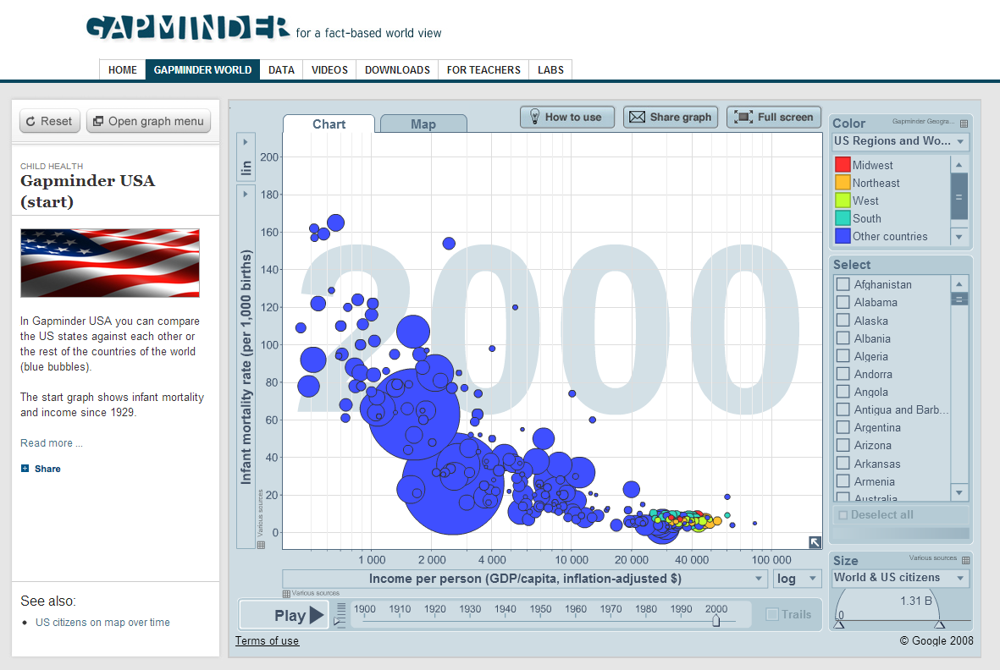 GAPMINDER for a fact-based world view
HOME GAPMINDER WORLD DATA VIDEOS DOWNLOADS FOR TEACHERS LABS
Reset Open graph menu
CHILD HEALTH
Gapminder USA
(start)
In Gapminder USA you can compare
the US states against each other or
the rest of the countries of the world
(blue bubbles).
The start graph shows infant mortality
and income since 1929.
Read more ...
Share
See also:
US citizens on map over time
Chart Map
How to use Share graph Full screen
lin
Infant mortality rate (per 1,000 births)
Various sources
200
180
160
140
120
100
80
60
40
20
0
2000
1 000 2 000 4 000 10 000 20 000 40 000 100 000
Income per person (GDP/capita, inflation-adjusted $) log
Various sources
Play
1900 1910 1920 1930 1940 1950 1960 1970 1980 1990 2000
Trails
Color Gapminder Geogra...
US Regions and Wo...
Midwest
Northeast
West
South
Other countries
Select
Afghanistan
Alabama
Alaska
Albania
Algeria
Andorra
Angola
Antigua and Barb...
Argentina
Arizona
Arkansas
Armenia
Australia
Deselect all
Size Various sources
World & US citizens
1.31 B
0
Terms of use
© Google 2008